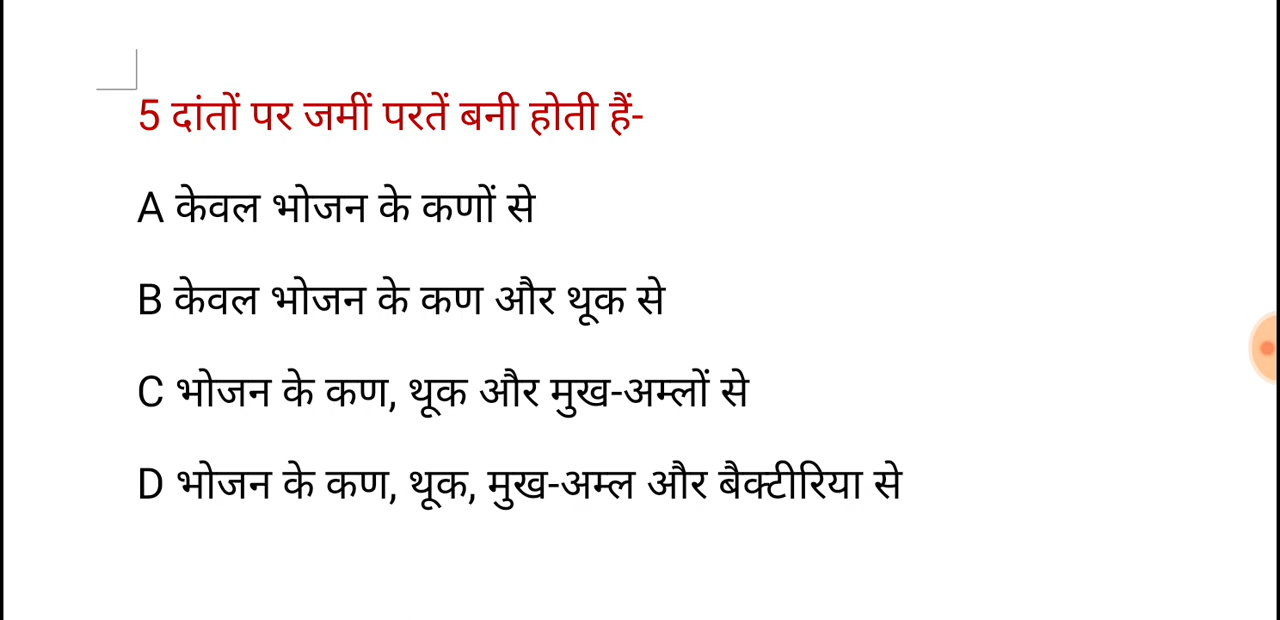 5 दांतों पर जमीं परतें बनी होती हैं-
A केवल भोजन के कणों से
B केवल भोजन के कण और थूक से
C भोजन के कण, थूक और मुख-अम्लों से
D भोजन के कण, थूक, मुख-अम्ल और बैक्टीरिया से